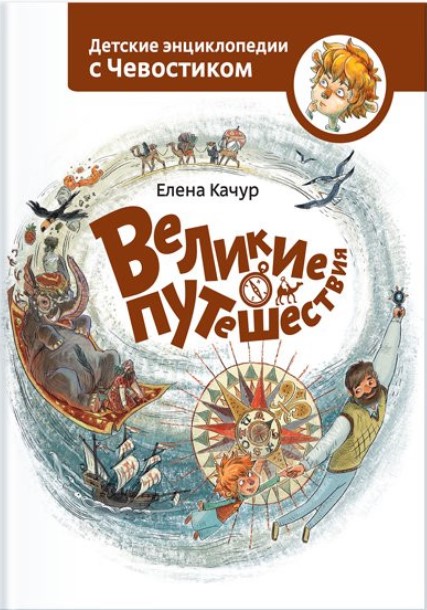 Детские энциклопедии
с Чевостиком
Елена Качур
Великие
путешествия